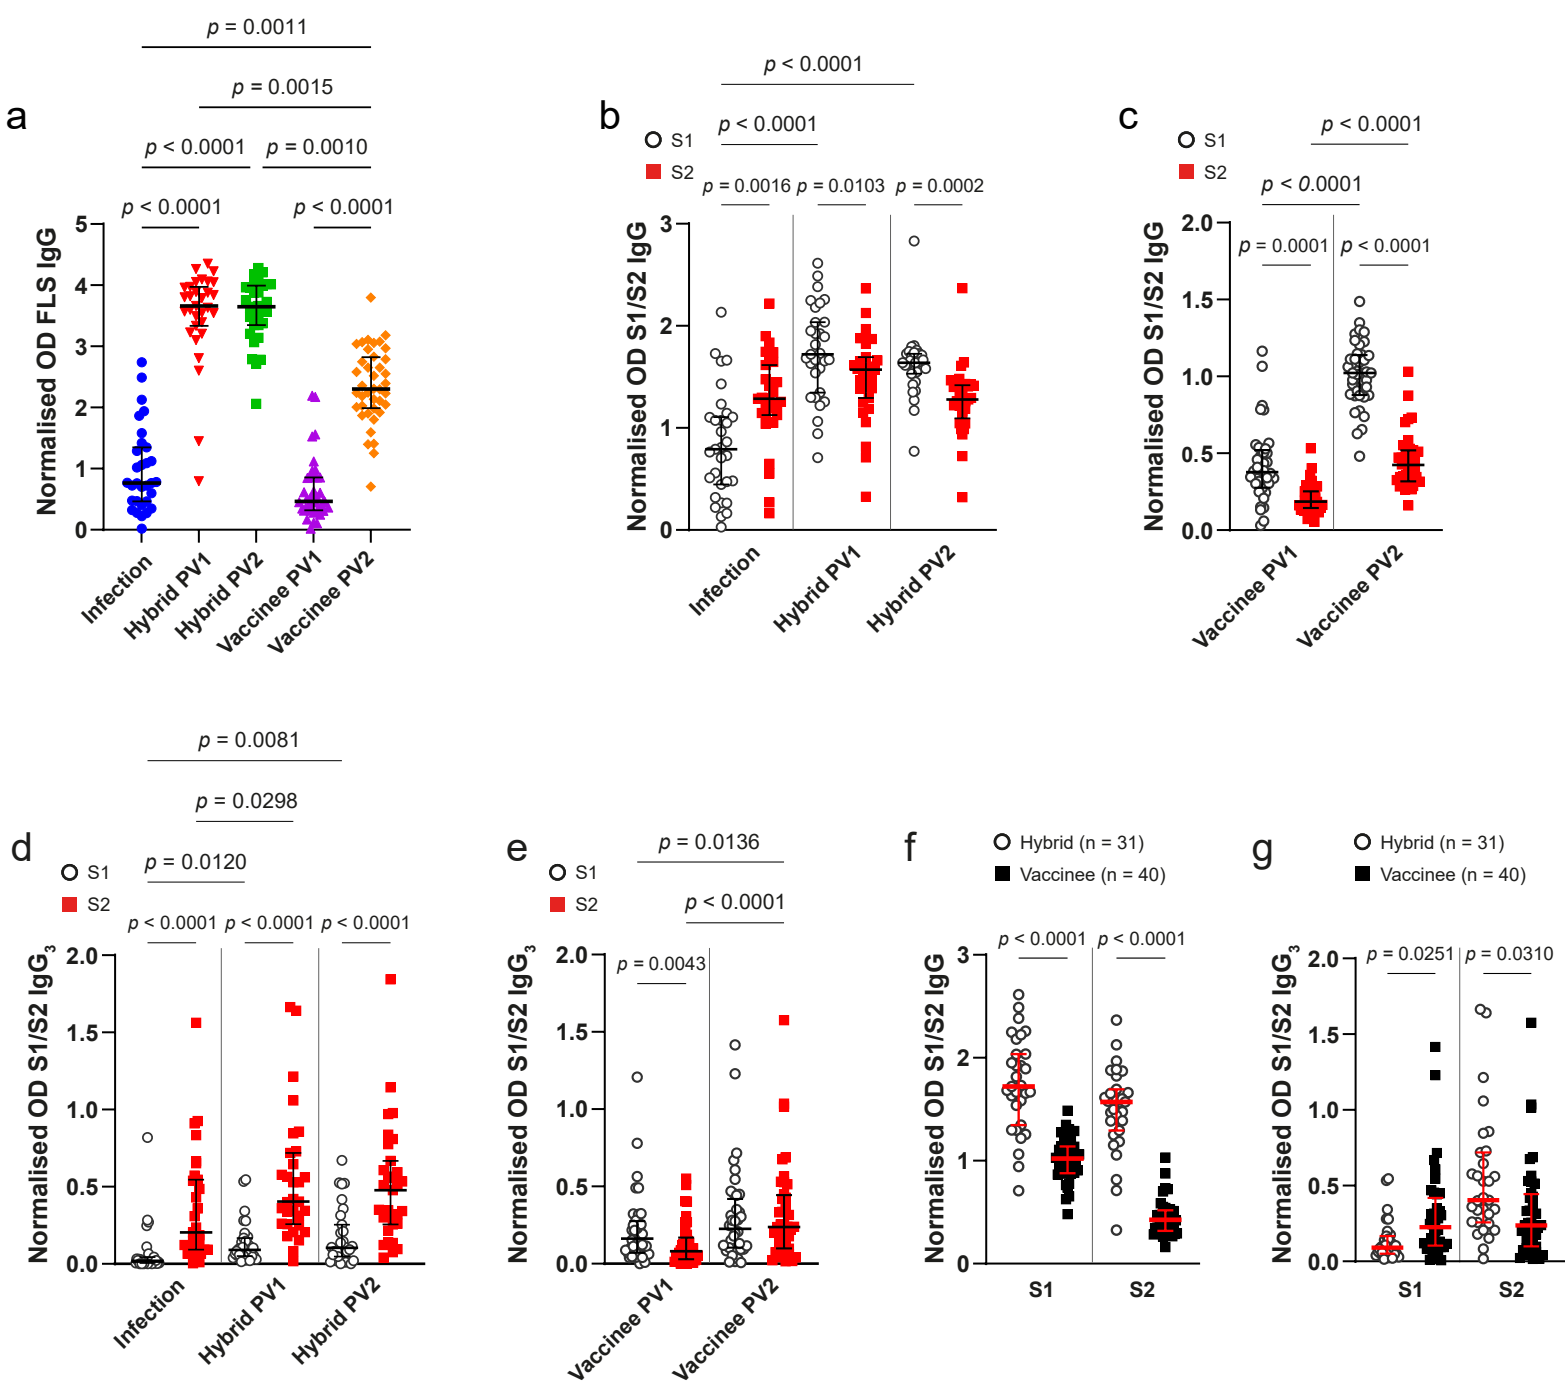 a
p = 0.0011
p = 0.0015
p < 0.0001
p = 0.0010
p < 0.0001
p < 0.0001
Normalised OD FLS IgG
5
4
3
2
1
0
Infection
Hybrid PV1
Hybrid PV2
Vaccinee PV1
Vaccinee PV2
b
p < 0.0001
p < 0.0001
S1
S2
p = 0.0016
p = 0.0103
p = 0.0002
Normalised OD S1/S2 IgG
3
2
1
0
Infection
Hybrid PV1
Hybrid PV2
c
p < 0.0001
S1
S2
p < 0.0001
p = 0.0001
p < 0.0001
Normalised OD S1/S2 IgG
2.0
1.5
1.0
0.5
0.0
Vaccinee PV1
Vaccinee PV2
d
p = 0.0081
p = 0.0298
p = 0.0120
S1
S2
p < 0.0001
p < 0.0001
p < 0.0001
Normalised OD S1/S2 IgG3
2.0
1.5
1.0
0.5
0.0
Infection
Hybrid PV1
Hybrid PV2
e
p = 0.0136
S1
S2
p < 0.0001
p = 0.0043
Normalised OD S1/S2 IgG3
2.0
1.5
1.0
0.5
0.0
Vaccinee PV1
Vaccinee PV2
f
Hybrid (n = 31)
Vaccinee (n = 40)
p < 0.0001
p < 0.0001
Normalised OD S1/S2 IgG
3
2
1
0
S1
S2
g
Hybrid (n = 31)
Vaccinee (n = 40)
p = 0.0251
p = 0.0310
Normalised OD S1/S2 IgG3
2.0
1.5
1.0
0.5
0.0
S1
S2